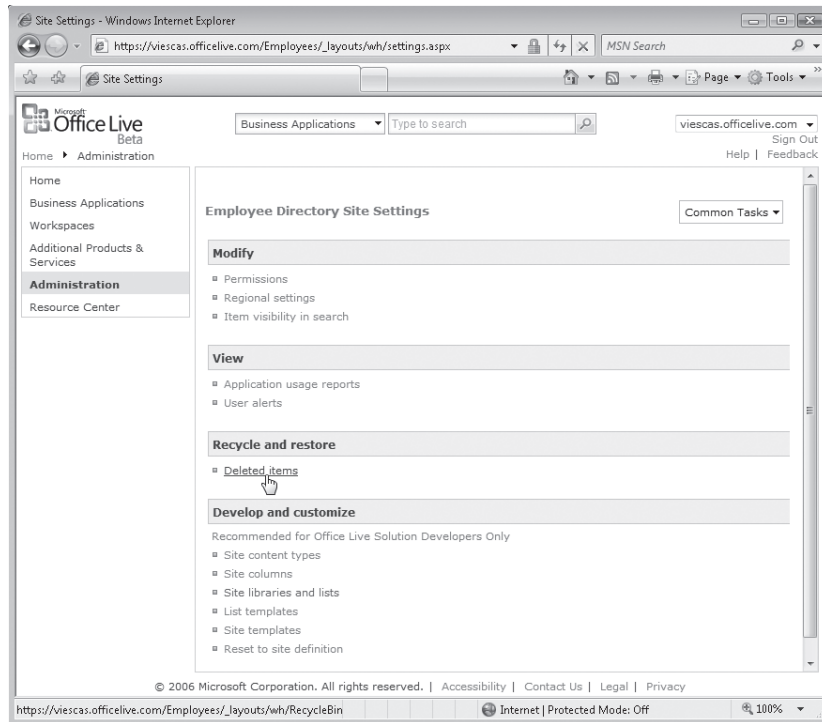 Site Settings - Windows Internet Explorer
https://viescas.officelive.com/Employees/_layouts/wh/settings.aspx
MSN Search
Site Settings
Page
Tools
Microsoft
Office Live
Beta
Business Applications
Type to search
viescas.officelive.com
Sign Out
Home
Administration
Help | Feedback
Home
Business Applications
Workspaces
Additional Products &
Services
Administration
Resource Center
Employee Directory Site Settings
Common Tasks
Modify
Permissions
Regional settings
Item visibility in search
View
Application usage reports
User alerts
Recycle and restore
Deleted items
Develop and customize
Recommended for Office Live Solution Developers Only
Site content types
Site columns
Site libraries and lists
List templates
Site templates
Reset to site definition
© 2006 Microsoft Corporation. All rights reserved. | Accessibility | Contact Us | Legal | Privacy
https://viescas.officelive.com/Employees/_layouts/wh/RecycleBin
Internet | Protected Mode: Off
100%